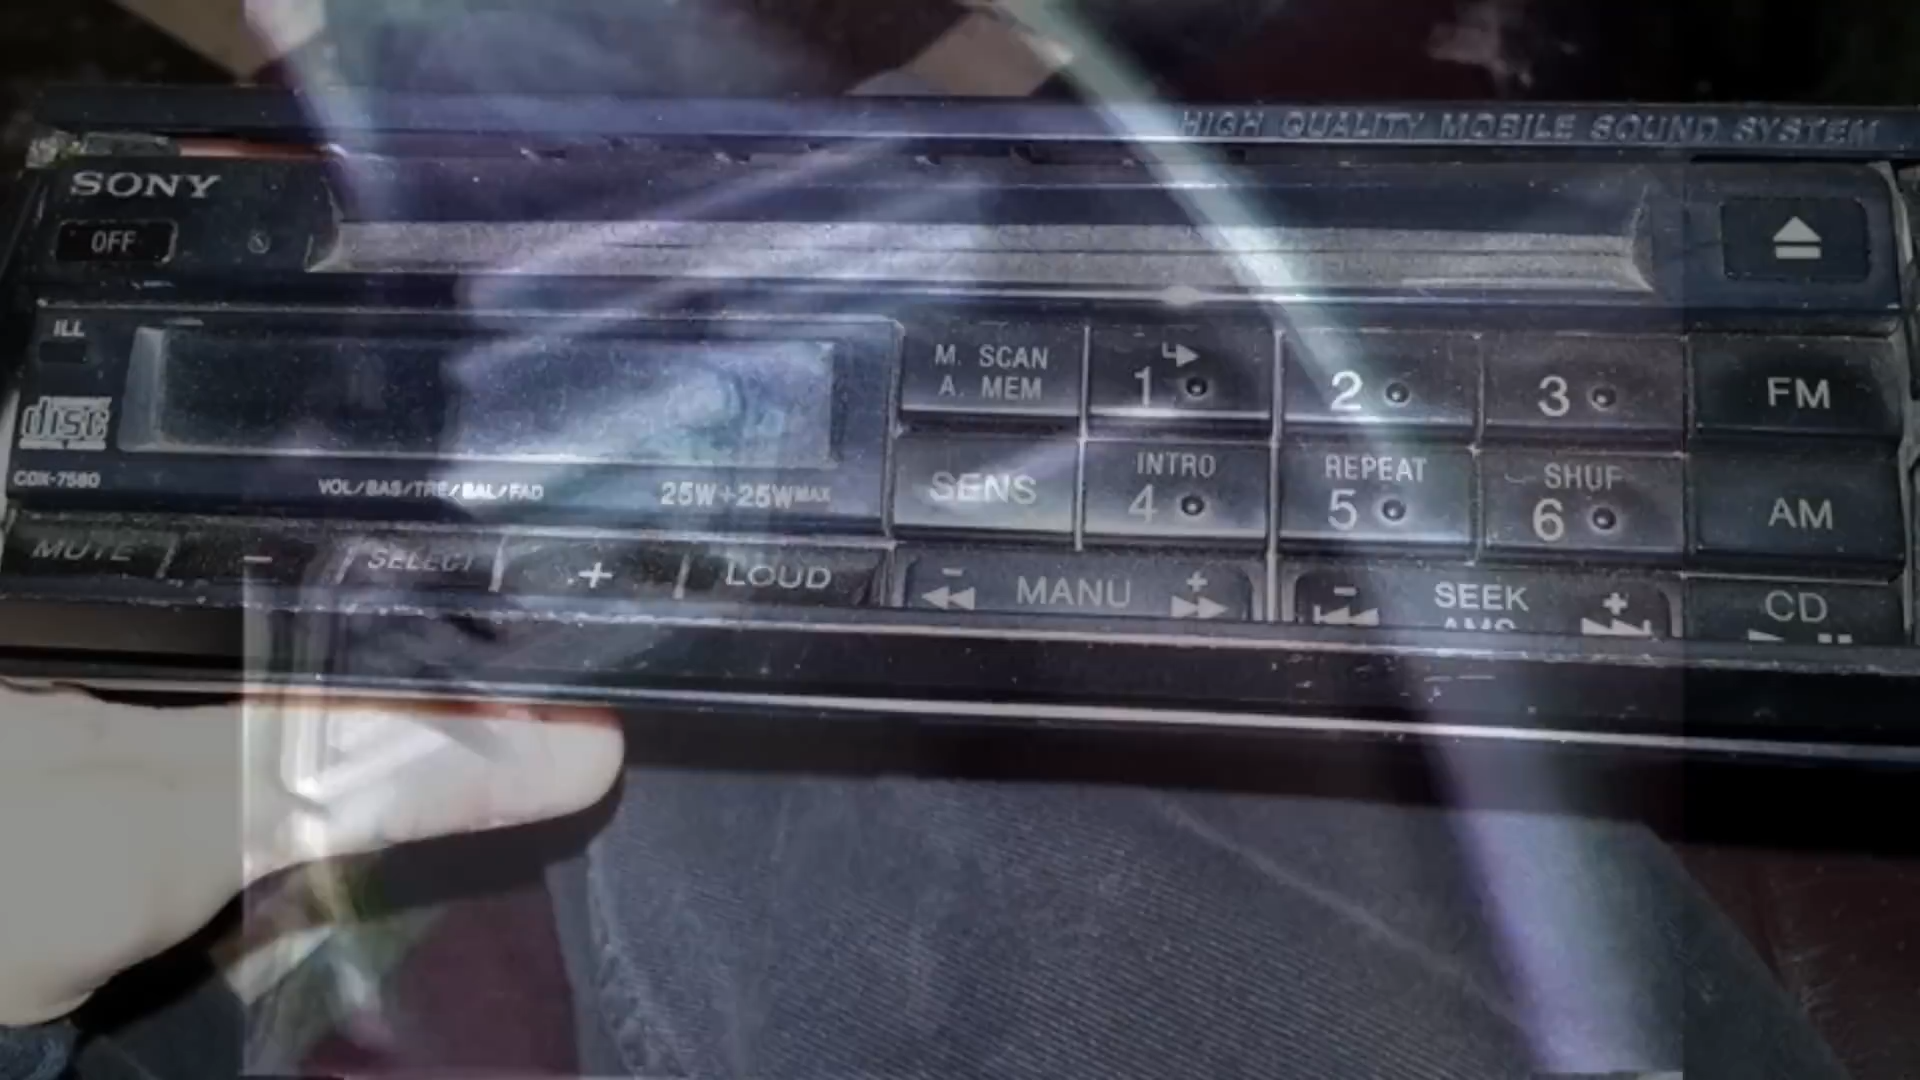 HIGH QUALITY MOBILE SOUND SYSTEM
SONY
OFF
ILL
disc
CDX-7580
VOL/BAS/TRE/BAL/FAD
25W+25W MAX
M. SCAN
A. MEM
1
2
3
FM
SENS
INTRO
4
REPEAT
5
SHUF
6
AM
MUTE
-
SELECT
+
LOUD
- MANU +
- SEEK +
AMS
CD